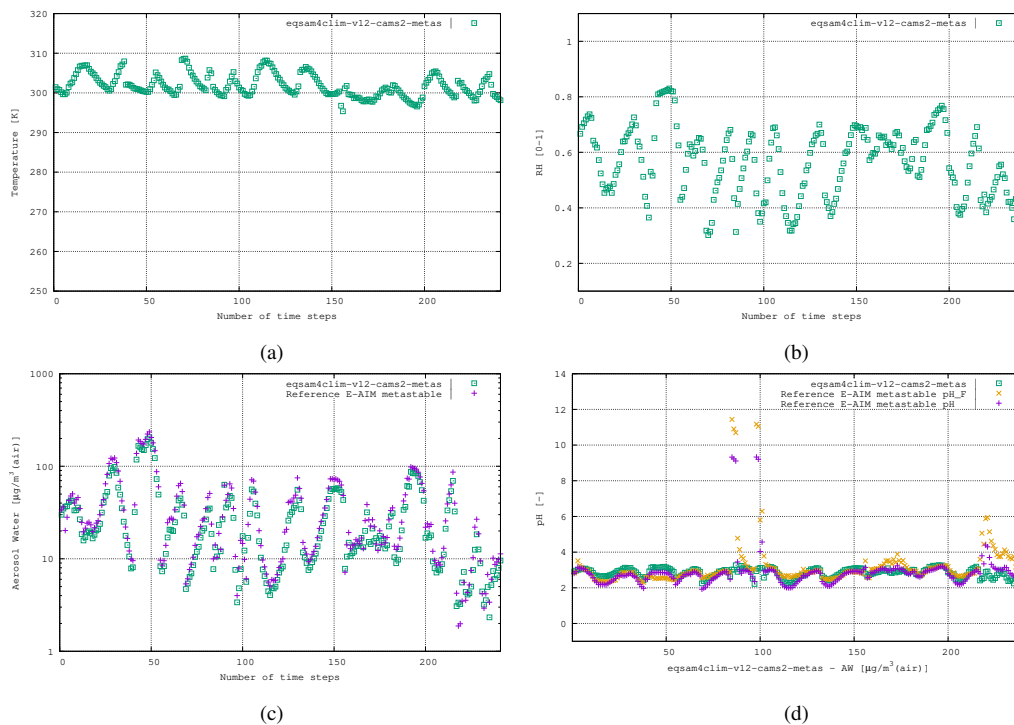 eqsam4clim-v12-cams2-metas
320
310
300
290
280
270
260
250
Temperature [K]
0 50 100 150 200
Number of time steps
(a)
eqsam4clim-v12-cams2-metas
1
0.8
0.6
0.4
0.2
RH [0-1]
0 50 100 150 200
Number of time steps
(b)
eqsam4clim-v12-cams2-metas
Reference E-AIM metastable
1000
100
10
1
Aerosol Water [μg/m³(air)]
0 50 100 150 200
Number of time steps
(c)
eqsam4clim-v12-cams2-metas
Reference E-AIM metastable pH_F
Reference E-AIM metastable pH
14
12
10
8
6
4
2
0
pH [-]
0 50 100 150 200
eqsam4clim-v12-cams2-metas - AW [μg/m³(air)]
(d)